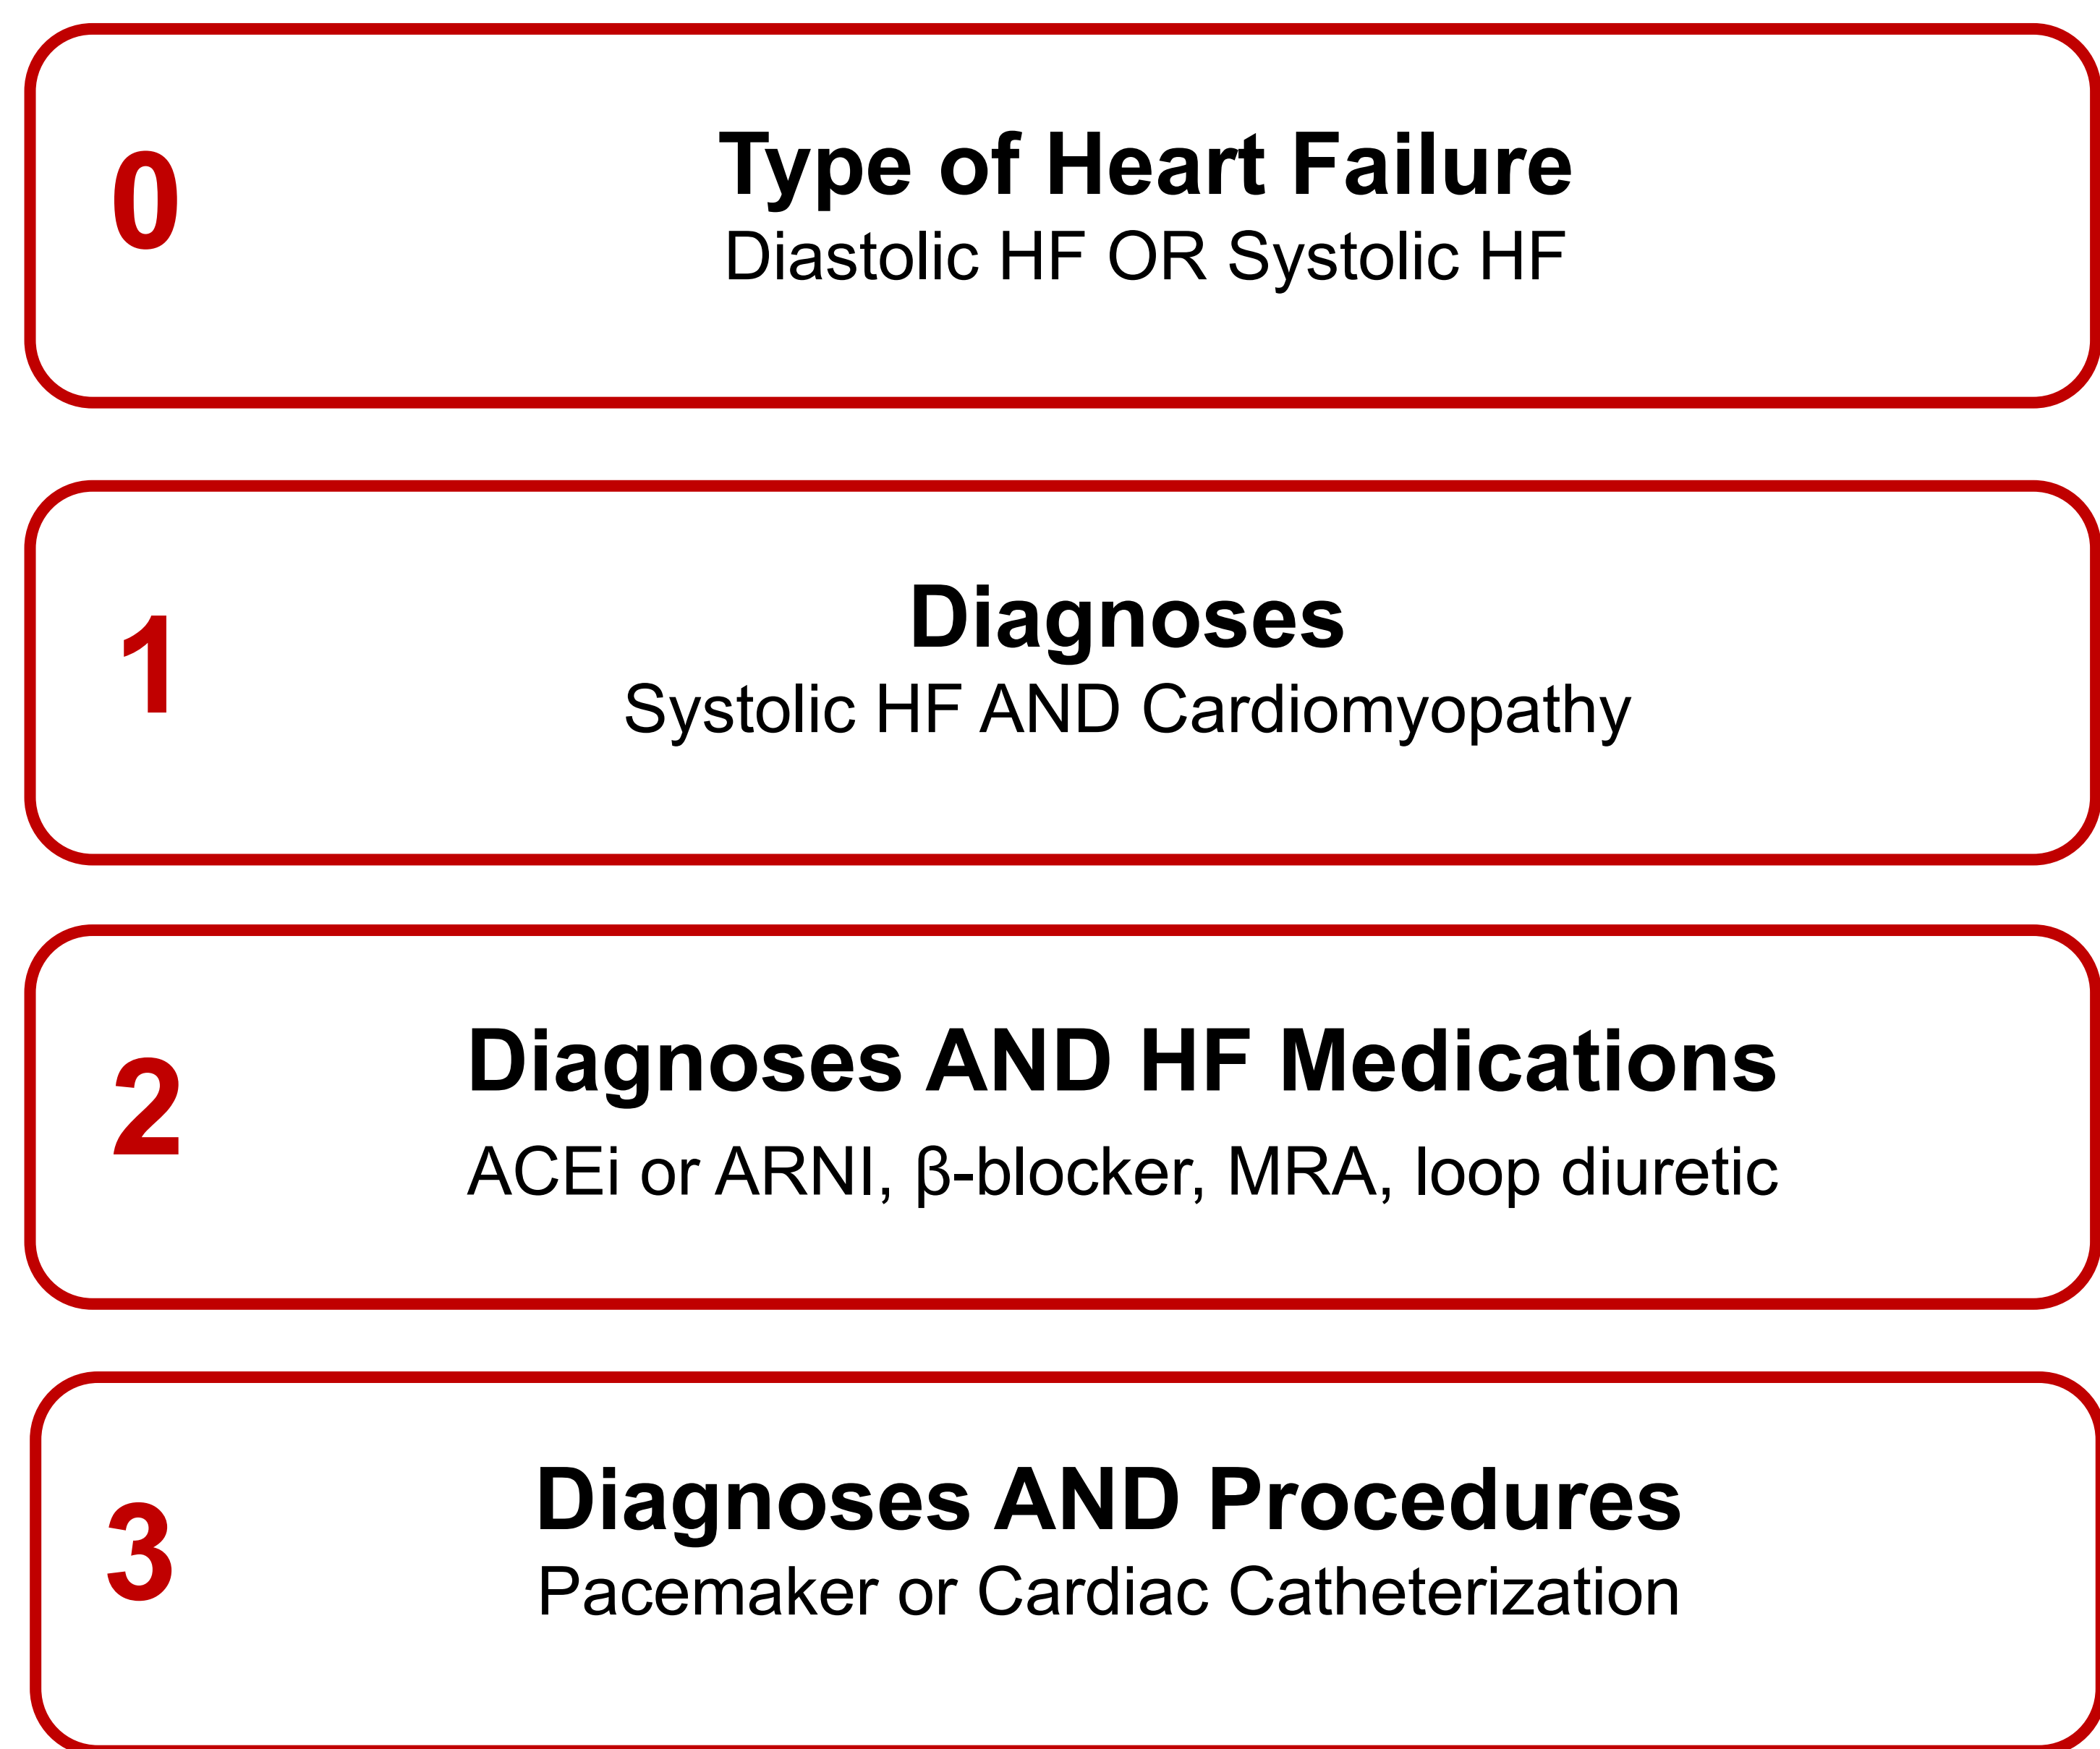 0
Type of Heart Failure
Diastolic HF OR Systolic HF
1
Diagnoses
Systolic HF AND Cardiomyopathy
2
Diagnoses AND HF Medications
ACEi or ARNI, β-blocker, MRA, loop diuretic
3
Diagnoses AND Procedures
Pacemaker or Cardiac Catheterization